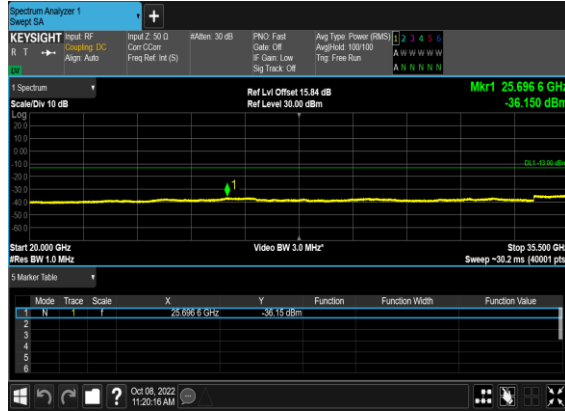 Spectrum Analyzer 1
Swept SA
+
KEYSIGHT Input: RF Input Z: 50 Ω #Atten: 30 dB PNO: Fast Avg Type: Power (RMS) 1 2 3 4 5 6
R T Coupling: DC Corr CCorr Gate: Off Avg|Hold: 100/100 A W W W W W
Align: Auto Freq Ref: Int (S) IF Gain: Low Trig: Free Run
Sig Track: Off A N N N N N
1 Spectrum Ref Lvl Offset 15.84 dB Mkr1 25.696 6 GHz
Scale/Div 10 dB Ref Level 30.00 dBm -36.150 dBm
Log
20.0
10.0
0.00
-10.0 DL1 -13.00 dBm
-20.0
-30.0 1
-40.0
-50.0
-60.0
Start 20.000 GHz Video BW 3.0 MHz* Stop 35.500 GHz
#Res BW 1.0 MHz Sweep ~30.2 ms (40001 pts)
5 Marker Table
Mode Trace Scale X Y Function Function Width Function Value
1 N 1 f 25.696 6 GHz -36.15 dBm
2
3
4
5
6
? Oct 08, 2022
11:20:16 AM